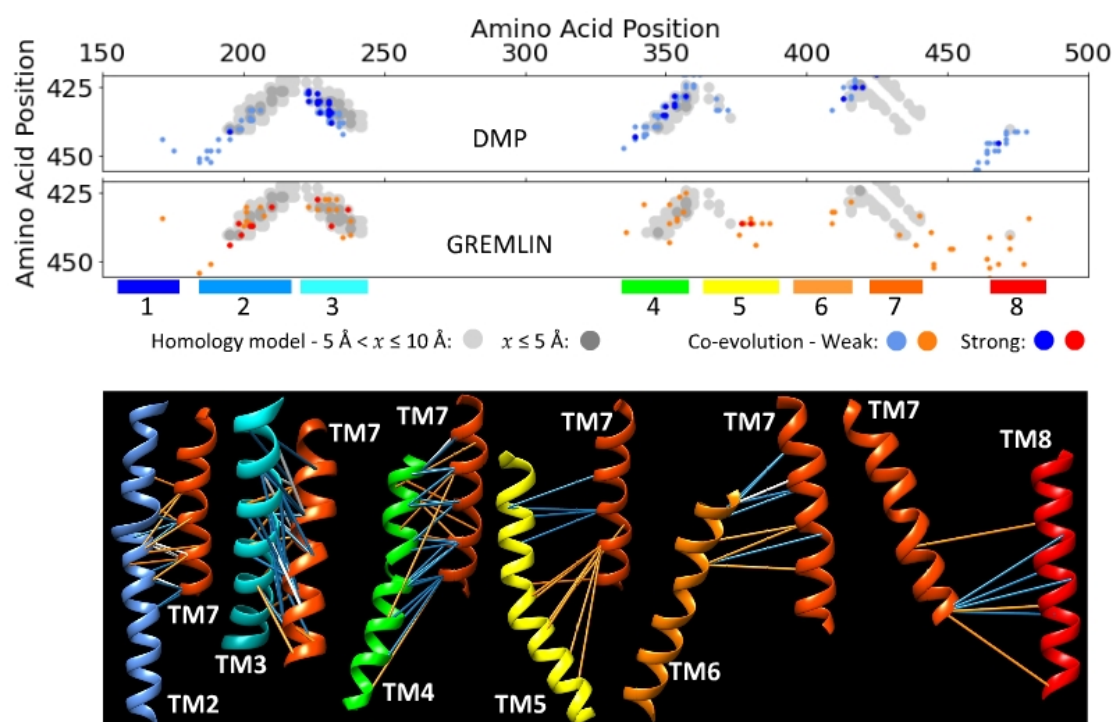 Amino Acid Position
150 200 250 300 350 400 450 500
Amino Acid Position
425
450
DMP
425
450
GREMLIN
1 2 3 4 5 6 7 8
Homology model - 5 Å < x ≤ 10 Å: x ≤ 5 Å: Co-evolution - Weak: Strong:
TM7 TM7 TM7 TM7 TM7 TM7 TM8
TM7
TM3 TM6
TM2 TM4 TM5